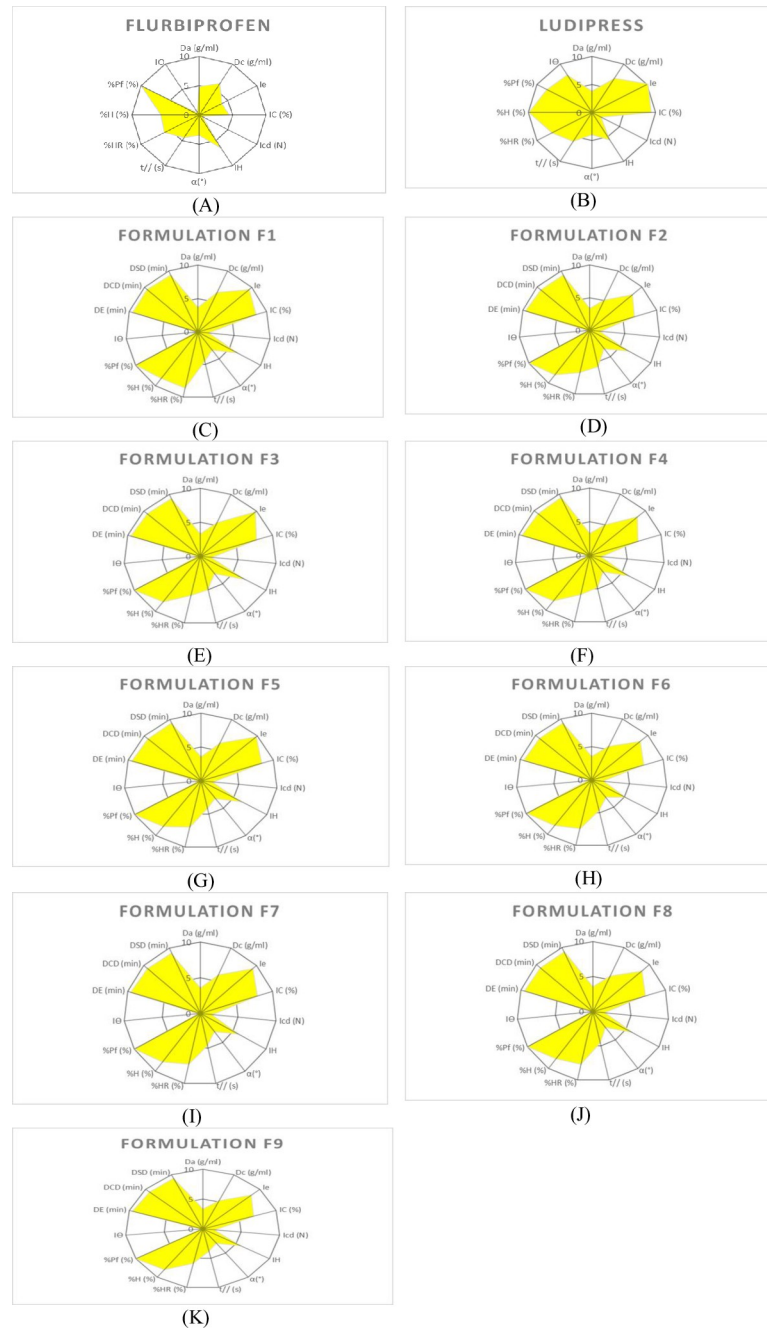 FLURBIPROFEN
Da (g/ml)
10
IΘ
Dc (g/ml)
%Pf (%)
5
Ie
%H (%)
0
IC (%)
%HR (%)
Icd (N)
t// (s)
IH
α(°)
(A)
LUDIPRESS
Da (g/ml)
10
IΘ
Dc (g/ml)
%Pf (%)
5
Ie
%H (%)
0
IC (%)
%HR (%)
Icd (N)
t// (s)
IH
α(°)
(B)
FORMULATION F1
Da (g/ml)
DSD (min)
10
Dc (g/ml)
DCD (min)
Ie
DE (min)
5
IC (%)
IΘ
0
Icd (N)
%Pf (%)
IH
%H (%)
α(°)
%HR (%)
t// (s)
(C)
FORMULATION F2
Da (g/ml)
DSD (min)
10
Dc (g/ml)
DCD (min)
Ie
DE (min)
5
IC (%)
IΘ
0
Icd (N)
%Pf (%)
IH
%H (%)
α(°)
%HR (%)
t// (s)
(D)
FORMULATION F3
Da (g/ml)
DSD (min)
10
Dc (g/ml)
DCD (min)
Ie
DE (min)
5
IC (%)
IΘ
0
Icd (N)
%Pf (%)
IH
%H (%)
α(°)
%HR (%)
t// (s)
(E)
FORMULATION F4
Da (g/ml)
DSD (min)
10
Dc (g/ml)
DCD (min)
Ie
DE (min)
5
IC (%)
IΘ
0
Icd (N)
%Pf (%)
IH
%H (%)
α(°)
%HR (%)
t// (s)
(F)
FORMULATION F5
Da (g/ml)
DSD (min)
10
Dc (g/ml)
DCD (min)
Ie
DE (min)
5
IC (%)
IΘ
0
Icd (N)
%Pf (%)
IH
%H (%)
α(°)
%HR (%)
t// (s)
(G)
FORMULATION F6
Da (g/ml)
DSD (min)
10
Dc (g/ml)
DCD (min)
Ie
DE (min)
5
IC (%)
IΘ
0
Icd (N)
%Pf (%)
IH
%H (%)
α(°)
%HR (%)
t// (s)
(H)
FORMULATION F7
Da (g/ml)
DSD (min)
10
Dc (g/ml)
DCD (min)
Ie
DE (min)
5
IC (%)
IΘ
0
Icd (N)
%Pf (%)
IH
%H (%)
α(°)
%HR (%)
t// (s)
(I)
FORMULATION F8
Da (g/ml)
DSD (min)
10
Dc (g/ml)
DCD (min)
Ie
DE (min)
5
IC (%)
IΘ
0
Icd (N)
%Pf (%)
IH
%H (%)
α(°)
%HR (%)
t// (s)
(J)
FORMULATION F9
Da (g/ml)
DSD (min)
10
Dc (g/ml)
DCD (min)
Ie
DE (min)
5
IC (%)
IΘ
0
Icd (N)
%Pf (%)
IH
%H (%)
α(°)
%HR (%)
t// (s)
(K)